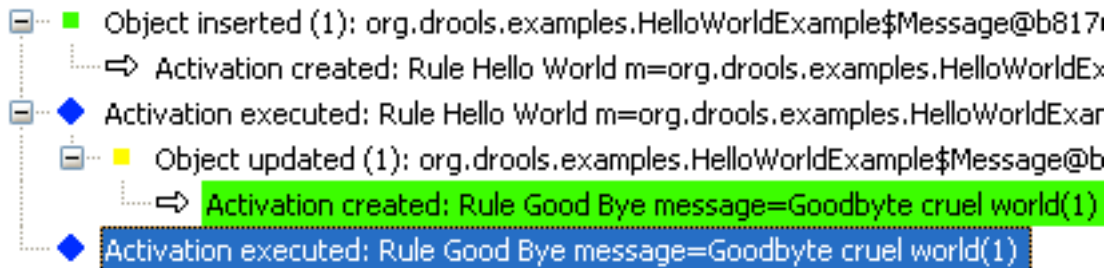 Object inserted (1): org.drools.examples.HelloWorldExample$Message@b817
Activation created: Rule Hello World m=org.drools.examples.HelloWorldEx
Activation executed: Rule Hello World m=org.drools.examples.HelloWorldExar
Object updated (1): org.drools.examples.HelloWorldExample$Message@b
Activation created: Rule Good Bye message=Goodbyte cruel world(1)
Activation executed: Rule Good Bye message=Goodbyte cruel world(1)